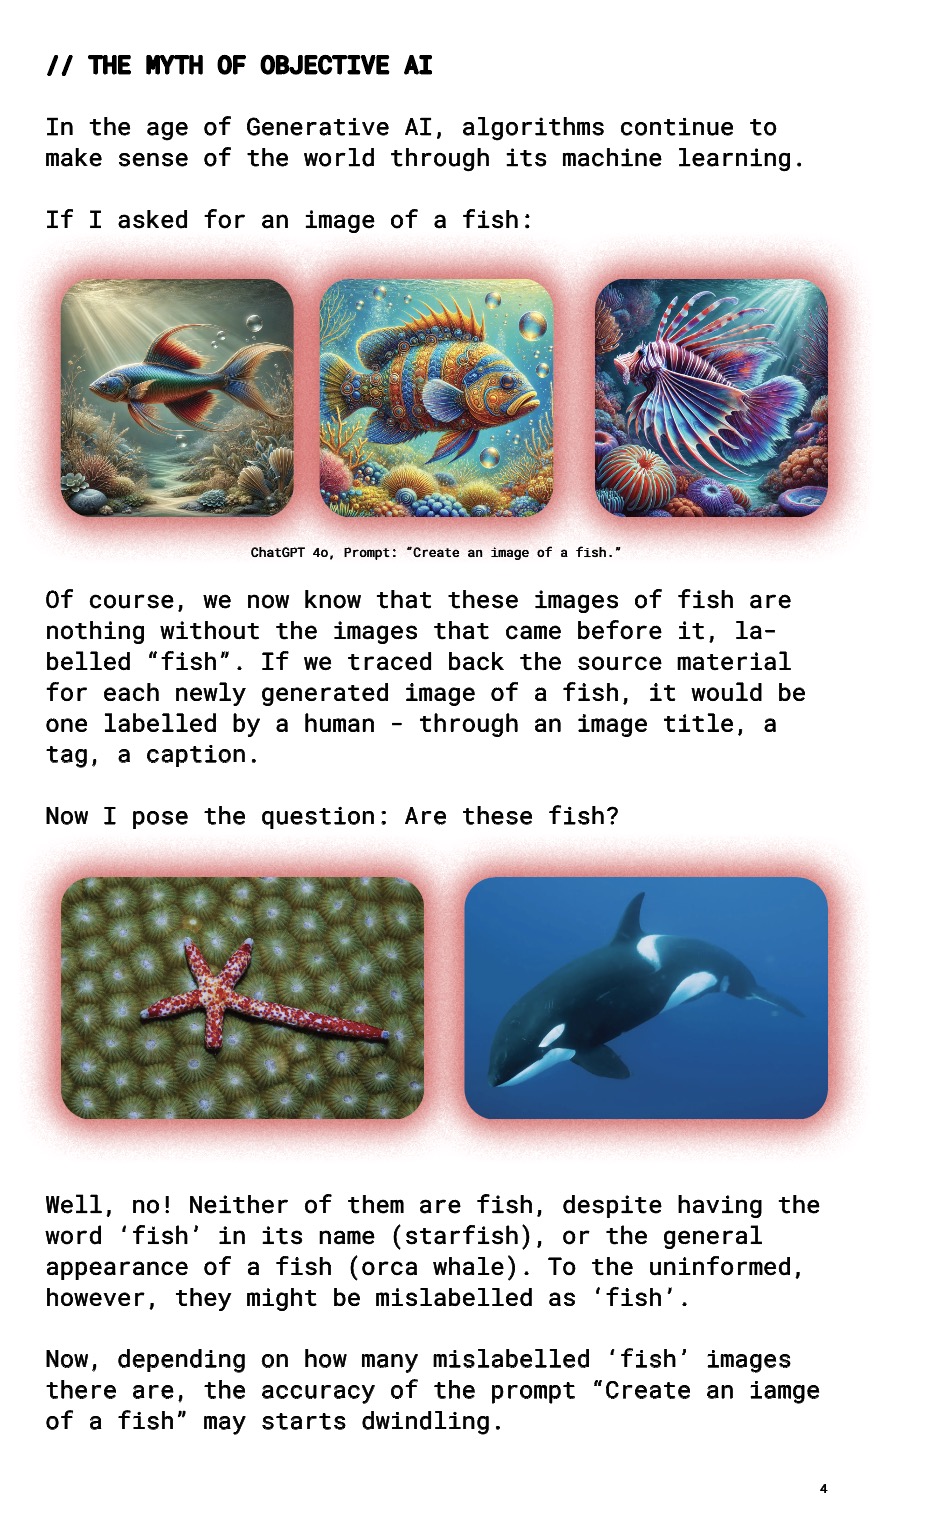 // THE MYTH OF OBJECTIVE AI
In the age of Generative AI, algorithms continue to
make sense of the world through its machine learning.
If I asked for an image of a fish:
ChatGPT 4o, Prompt: “Create an image of a fish.”
Of course, we now know that these images of fish are
nothing without the images that came before it, la-
belled “fish”. If we traced back the source material
for each newly generated image of a fish, it would be
one labelled by a human - through an image title, a
tag, a caption.
Now I pose the question: Are these fish?
Well, no! Neither of them are fish, despite having the
word ‘fish’ in its name (starfish), or the general
appearance of a fish (orca whale). To the uninformed,
however, they might be mislabelled as ‘fish’.
Now, depending on how many mislabelled ‘fish’ images
there are, the accuracy of the prompt “Create an iamge
of a fish” may starts dwindling.
4